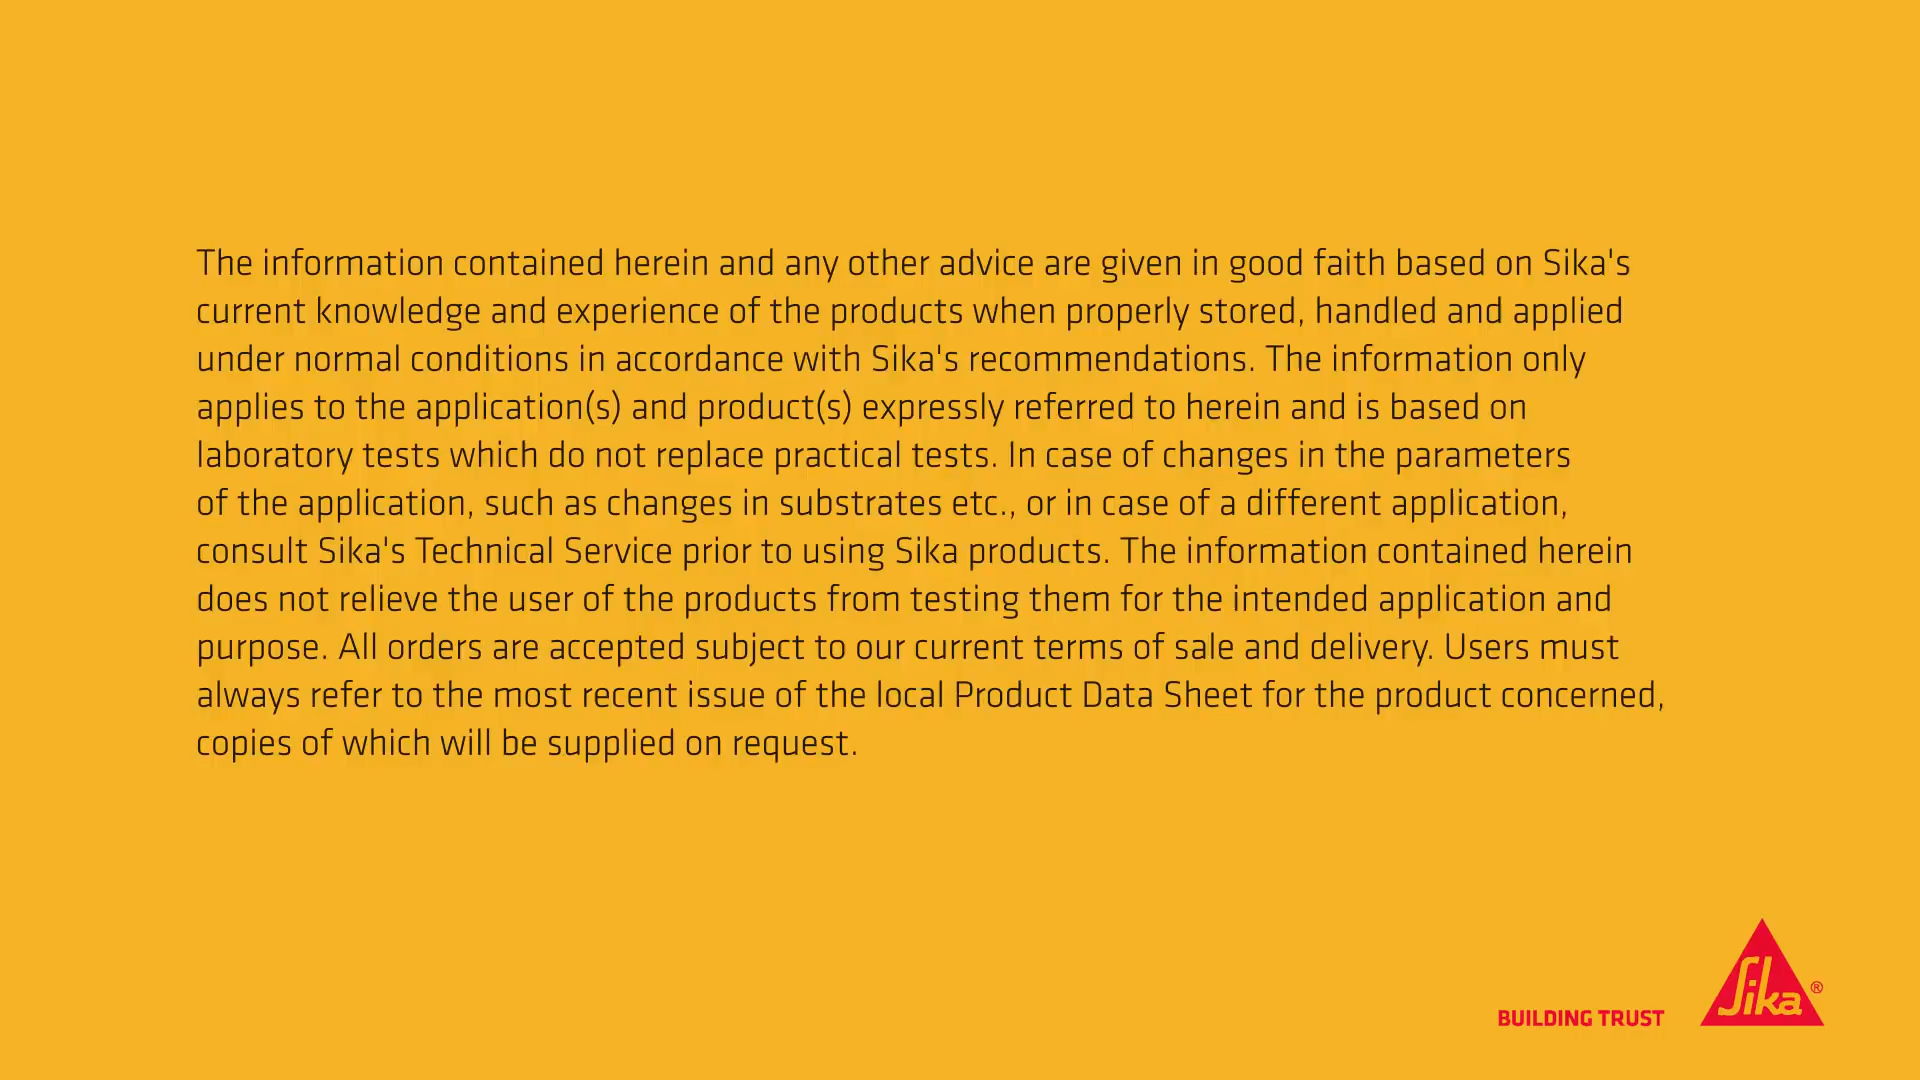 The information contained herein and any other advice are given in good faith based on Sika's
current knowledge and experience of the products when properly stored, handled and applied
under normal conditions in accordance with Sika's recommendations. The information only
applies to the application(s) and product(s) expressly referred to herein and is based on
laboratory tests which do not replace practical tests. In case of changes in the parameters
of the application, such as changes in substrates etc., or in case of a different application,
consult Sika's Technical Service prior to using Sika products. The information contained herein
does not relieve the user of the products from testing them for the intended application and
purpose. All orders are accepted subject to our current terms of sale and delivery. Users must
always refer to the most recent issue of the local Product Data Sheet for the product concerned,
copies of which will be supplied on request.
BUILDING TRUST
Sika®